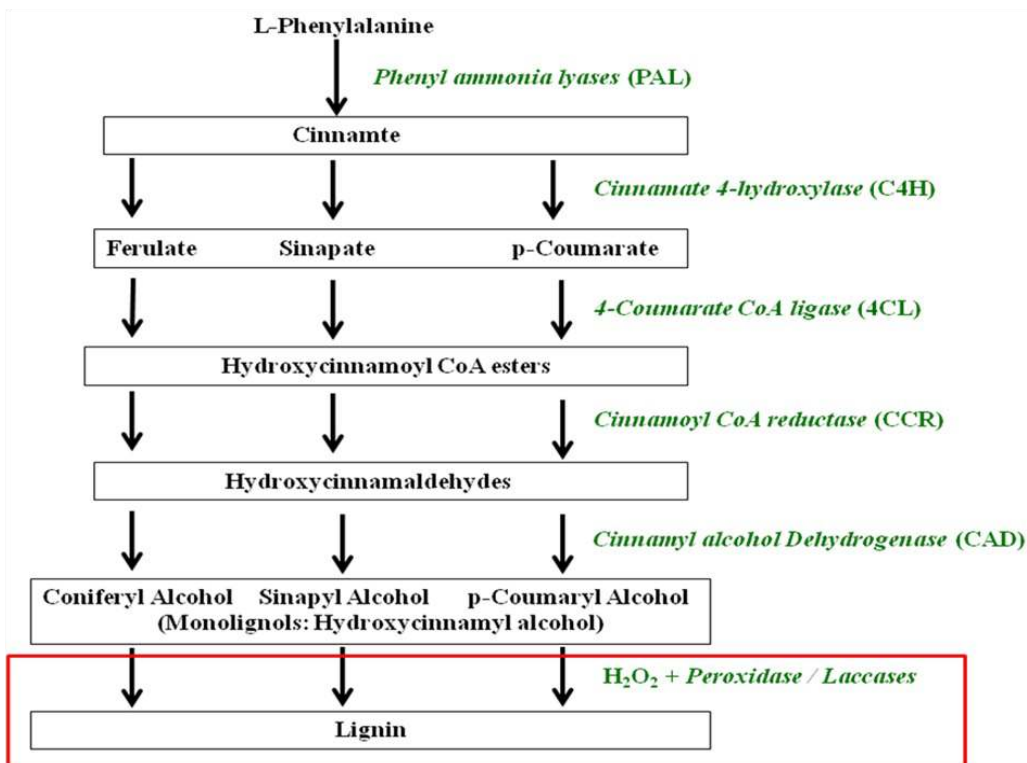 L-Phenylalanine
Phenyl ammonia lyases (PAL)
Cinnamte
Cinnamate 4-hydroxylase (C4H)
Ferulate Sinapate p-Coumarate
4-Coumarate CoA ligase (4CL)
Hydroxycinnamoyl CoA esters
Cinnamoyl CoA reductase (CCR)
Hydroxycinnamaldehydes
Cinnamyl alcohol Dehydrogenase (CAD)
Coniferyl Alcohol Sinapyl Alcohol p-Coumaryl Alcohol
(Monolignols: Hydroxycinnamyl alcohol)
H₂O₂ + Peroxidase / Laccases
Lignin